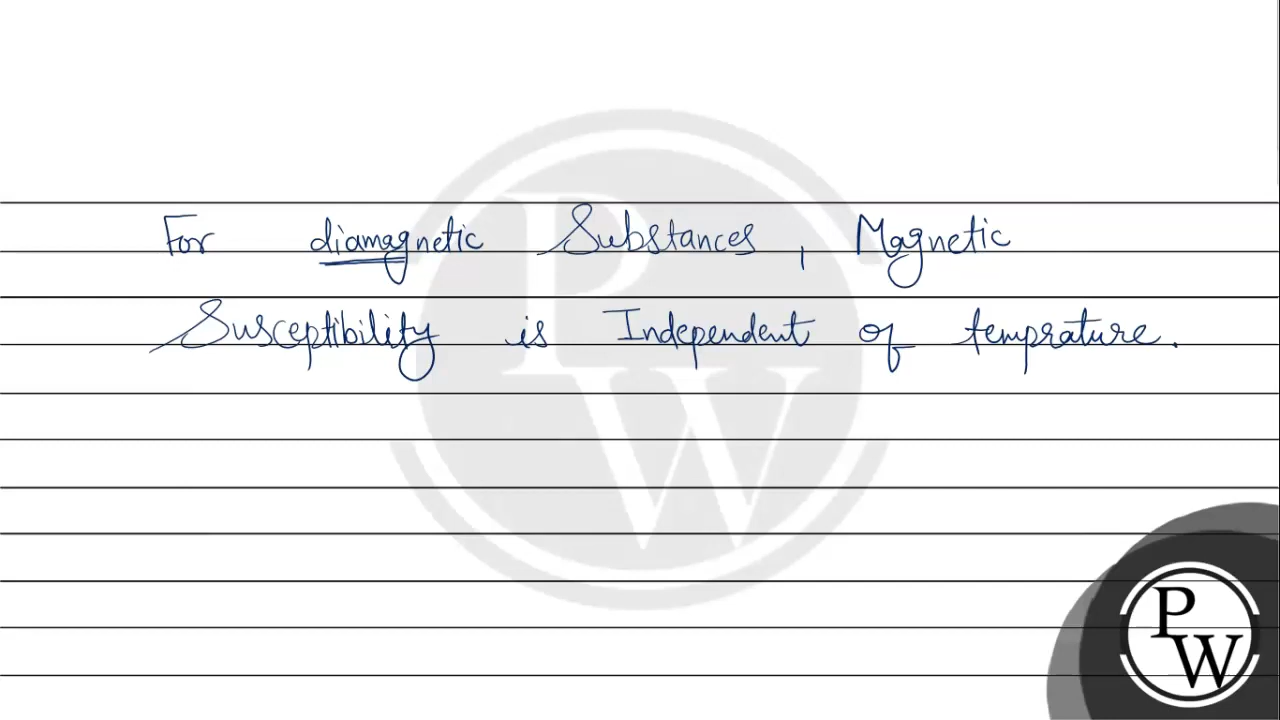 For diamagnetic Substances, Magnetic
Susceptibility is Independent of temprature.
P
W
P
W